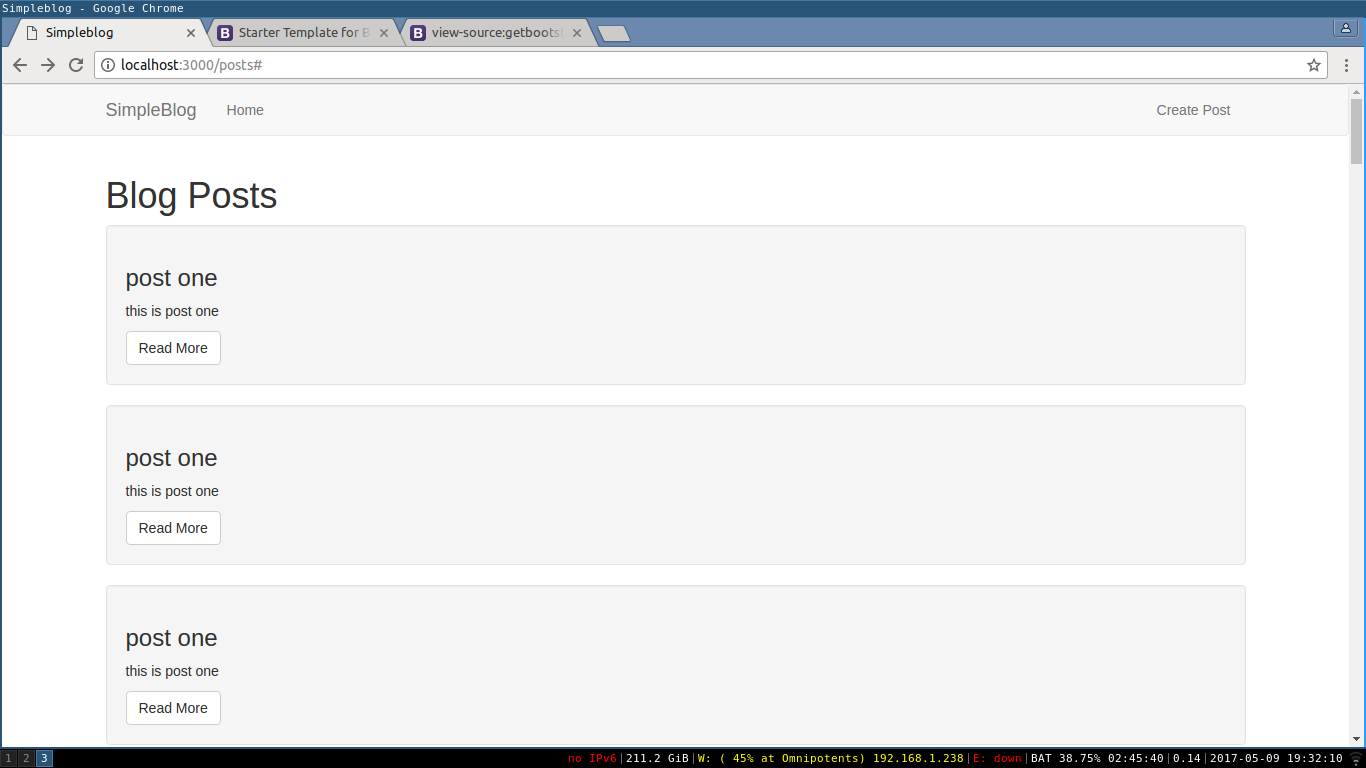 Simpleblog - Google Chrome
Simpleblog
Starter Template for B
view-source:getboots
localhost:3000/posts#
SimpleBlog Home Create Post
Blog Posts
post one
this is post one
Read More
post one
this is post one
Read More
post one
this is post one
Read More
1 2 3 no IPv6|211.2 GiB|W: ( 45% at Omnipotents) 192.168.1.238|E: down|BAT 38.75% 02:45:40|0.14|2017-05-09 19:32:10